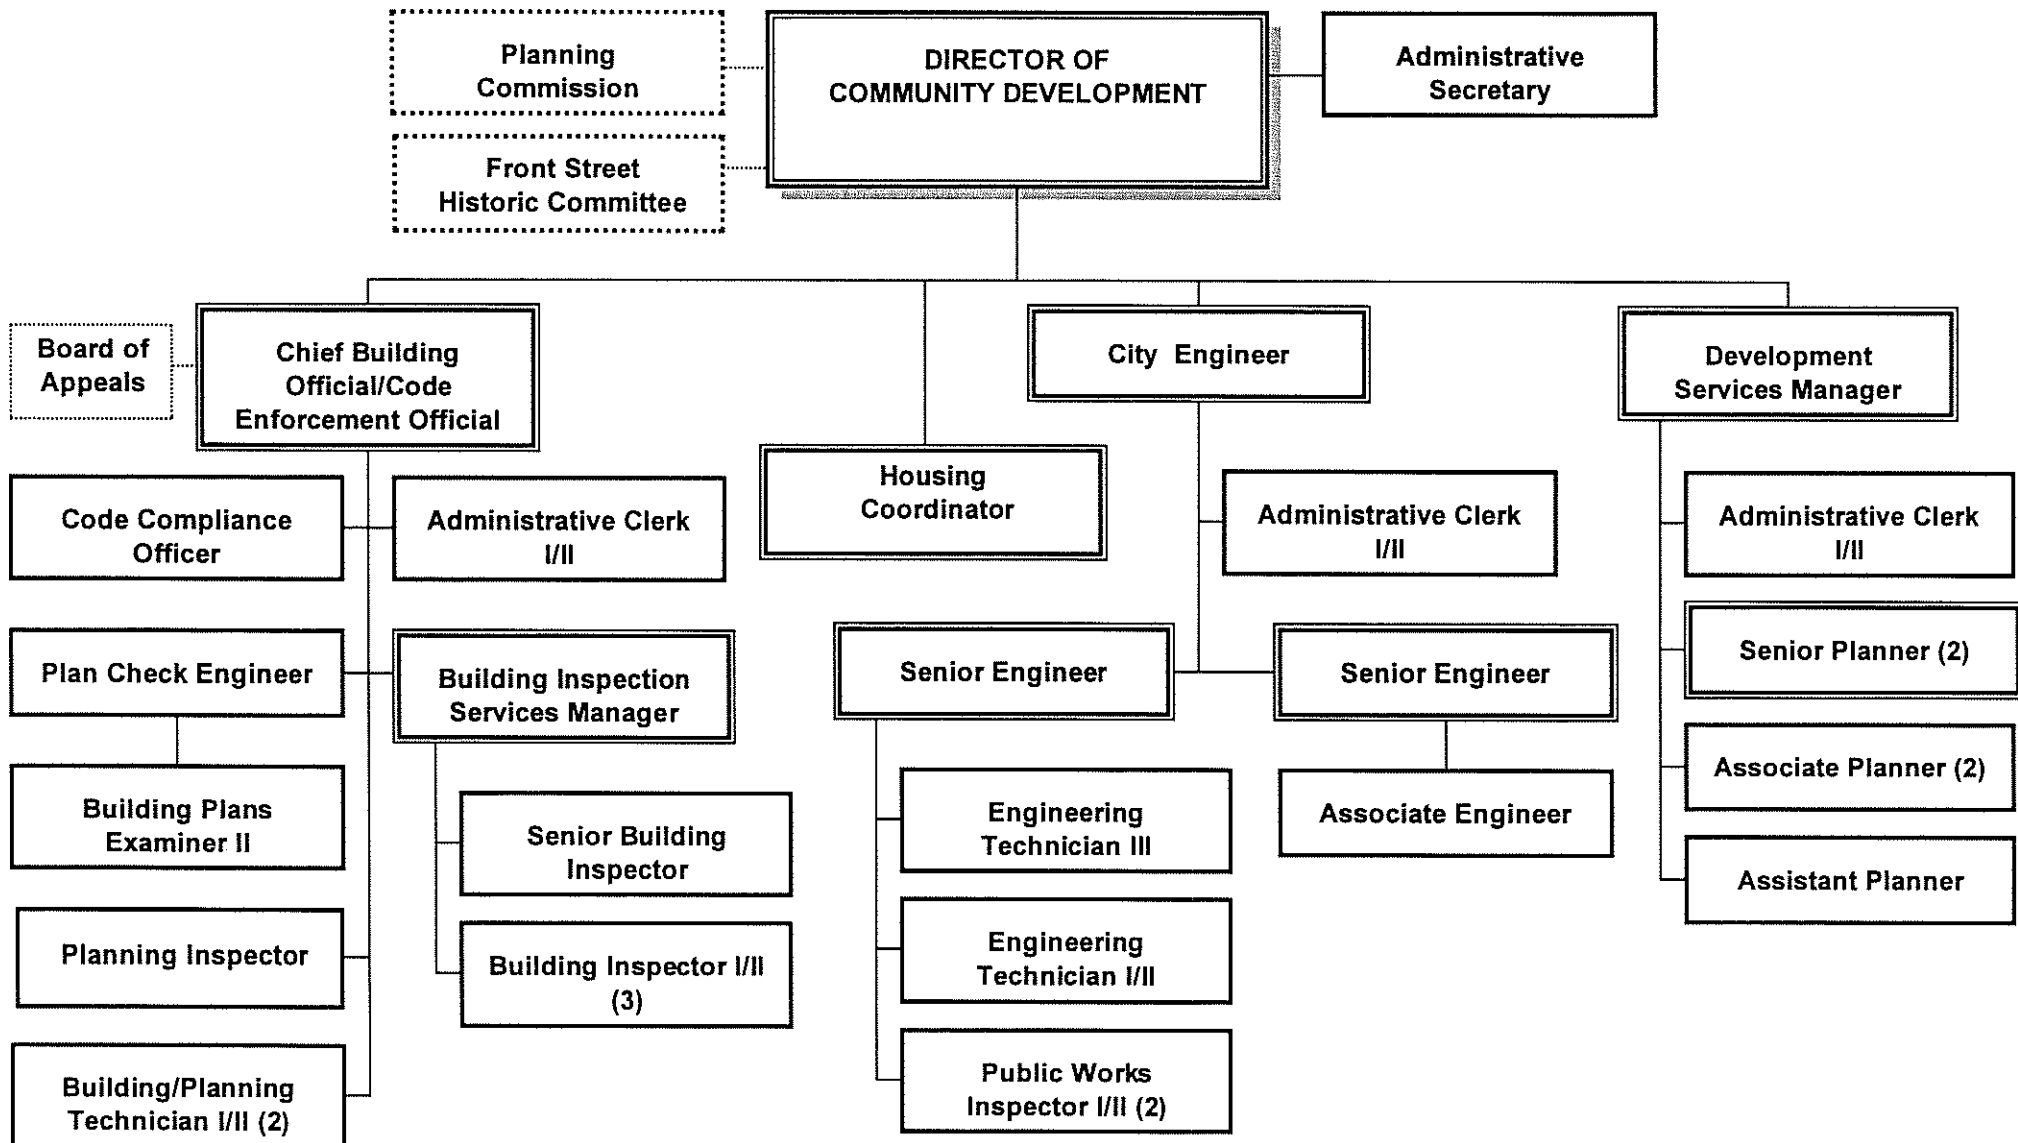 Planning
Commission
DIRECTOR OF
COMMUNITY DEVELOPMENT
Administrative
Secretary
Front Street
Historic Committee
Board of
Appeals
Chief Building
Official/Code
Enforcement Official
City Engineer
Development
Services Manager
Housing
Coordinator
Code Compliance
Officer
Administrative Clerk
I/II
Administrative Clerk
I/II
Administrative Clerk
I/II
Plan Check Engineer
Building Inspection
Services Manager
Senior Engineer
Senior Engineer
Senior Planner (2)
Building Plans
Examiner II
Senior Building
Inspector
Engineering
Technician III
Associate Engineer
Associate Planner (2)
Assistant Planner
Planning Inspector
Building Inspector I/II
(3)
Engineering
Technician I/II
Building/Planning
Technician I/II (2)
Public Works
Inspector I/II (2)